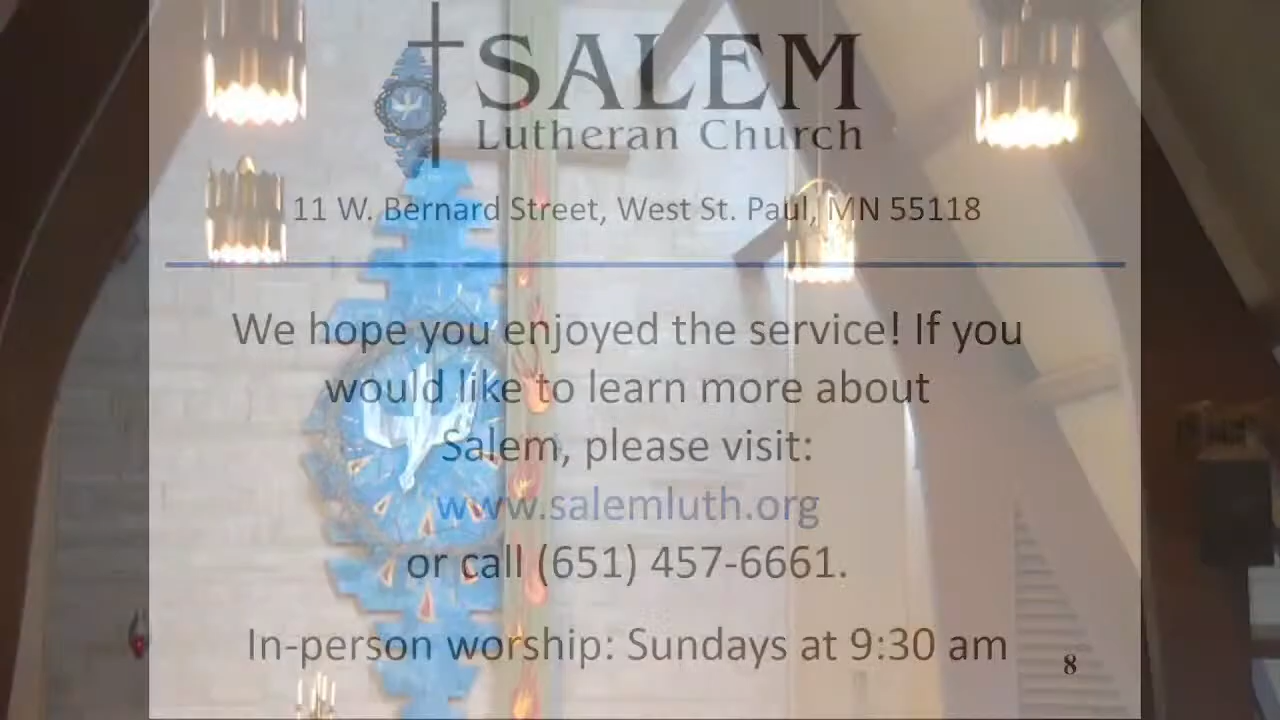 SALEM
Lutheran Church
11 W. Bernard Street, West St. Paul, MN 55118
We hope you enjoyed the service! If you
would like to learn more about
Salem, please visit:
www.salemluth.org
or call (651) 457-6661.
In-person worship: Sundays at 9:30 am
8